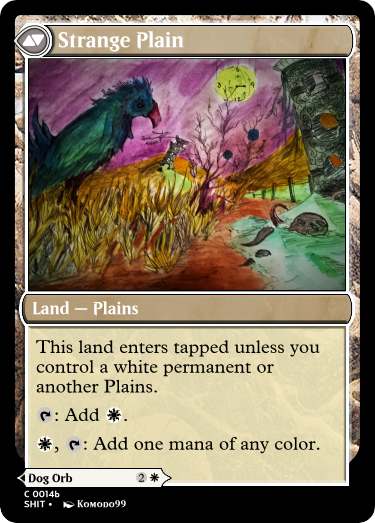 Strange Plain
Land — Plains
This land enters tapped unless you
control a white permanent or
another Plains.
: Add .
, : Add one mana of any color.
Dog Orb 2
C 0014b
SHIT • Komodo99